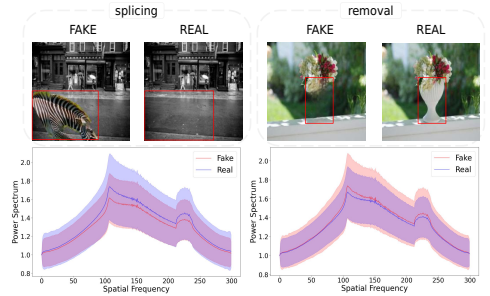 splicing
FAKE REAL
Power Spectrum
2.0
1.8
1.6
1.4
1.2
1.0
0.8
Fake
Real
0 50 100 150 200 250 300
Spatial Frequency
removal
FAKE REAL
Power Spectrum
2.0
1.8
1.6
1.4
1.2
1.0
0.8
Fake
Real
0 50 100 150 200 250 300
Spatial Frequency